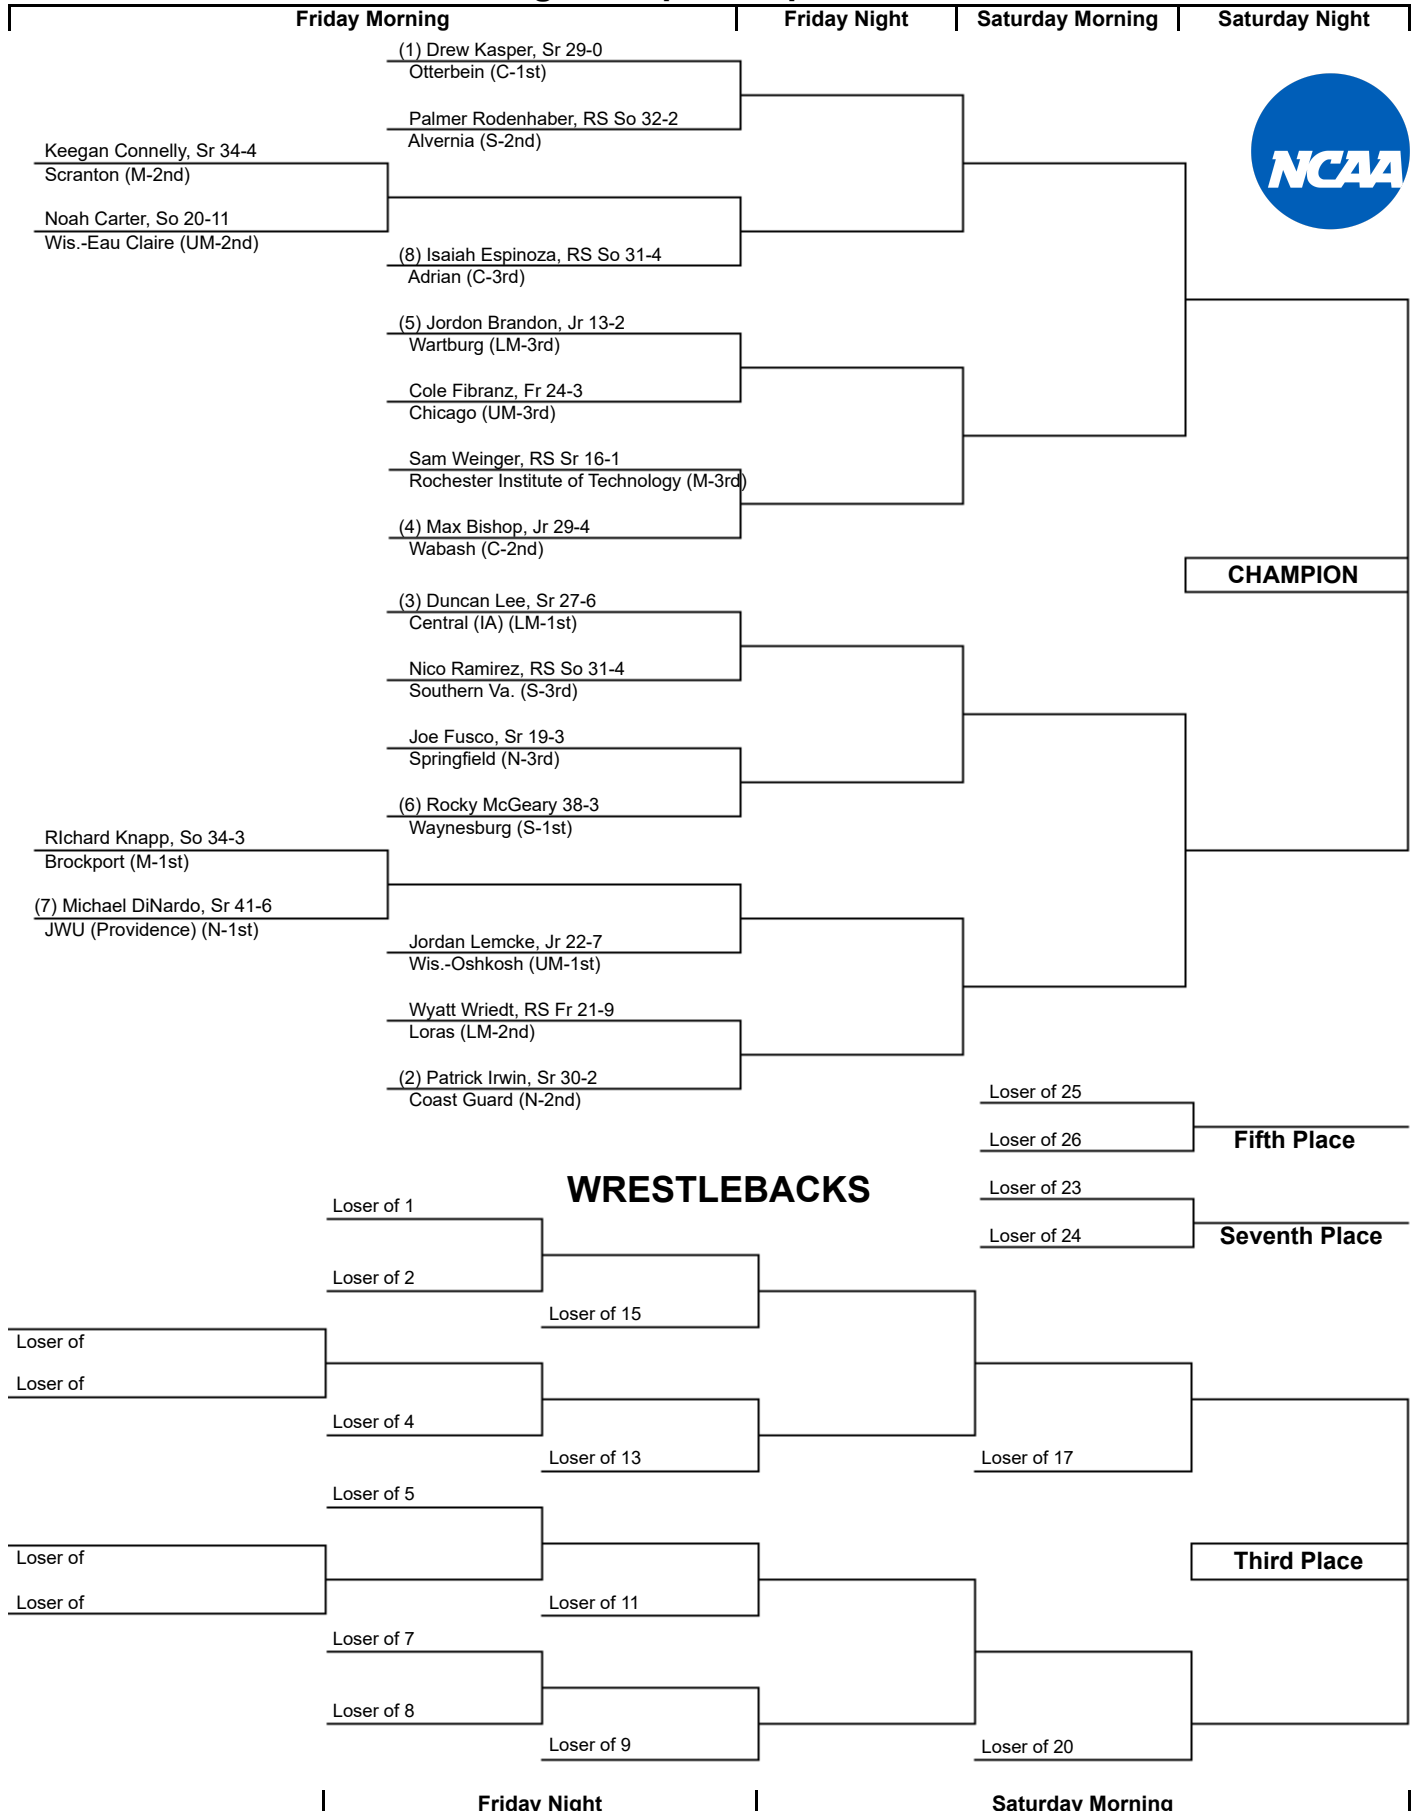 Friday Morning
Friday Night
Saturday Morning
Saturday Night
(1) Drew Kasper, Sr 29-0
Otterbein (C-1st)
Palmer Rodenhaber, RS So 32-2
Alvernia (S-2nd)
Keegan Connelly, Sr 34-4
Scranton (M-2nd)
NCAA
Noah Carter, So 20-11
Wis.-Eau Claire (UM-2nd)
(8) Isaiah Espinoza, RS So 31-4
Adrian (C-3rd)
(5) Jordon Brandon, Jr 13-2
Wartburg (LM-3rd)
Cole Fibranz, Fr 24-3
Chicago (UM-3rd)
Sam Weinger, RS Sr 16-1
Rochester Institute of Technology (M-3rd)
(4) Max Bishop, Jr 29-4
Wabash (C-2nd)
CHAMPION
(3) Duncan Lee, Sr 27-6
Central (IA) (LM-1st)
Nico Ramirez, RS So 31-4
Southern Va. (S-3rd)
Joe Fusco, Sr 19-3
Springfield (N-3rd)
(6) Rocky McGeary 38-3
Waynesburg (S-1st)
RIchard Knapp, So 34-3
Brockport (M-1st)
(7) Michael DiNardo, Sr 41-6
JWU (Providence) (N-1st)
Jordan Lemcke, Jr 22-7
Wis.-Oshkosh (UM-1st)
Wyatt Wriedt, RS Fr 21-9
Loras (LM-2nd)
(2) Patrick Irwin, Sr 30-2
Coast Guard (N-2nd)
Loser of 25
Loser of 26
Fifth Place
WRESTLEBACKS
Loser of 23
Loser of 24
Seventh Place
Loser of 1
Loser of 2
Loser of 15
Loser of
Loser of
Loser of 4
Loser of 13
Loser of 17
Loser of 5
Loser of
Loser of
Loser of 11
Third Place
Loser of 7
Loser of 8
Loser of 9
Loser of 20
Friday Night
Saturday Morning